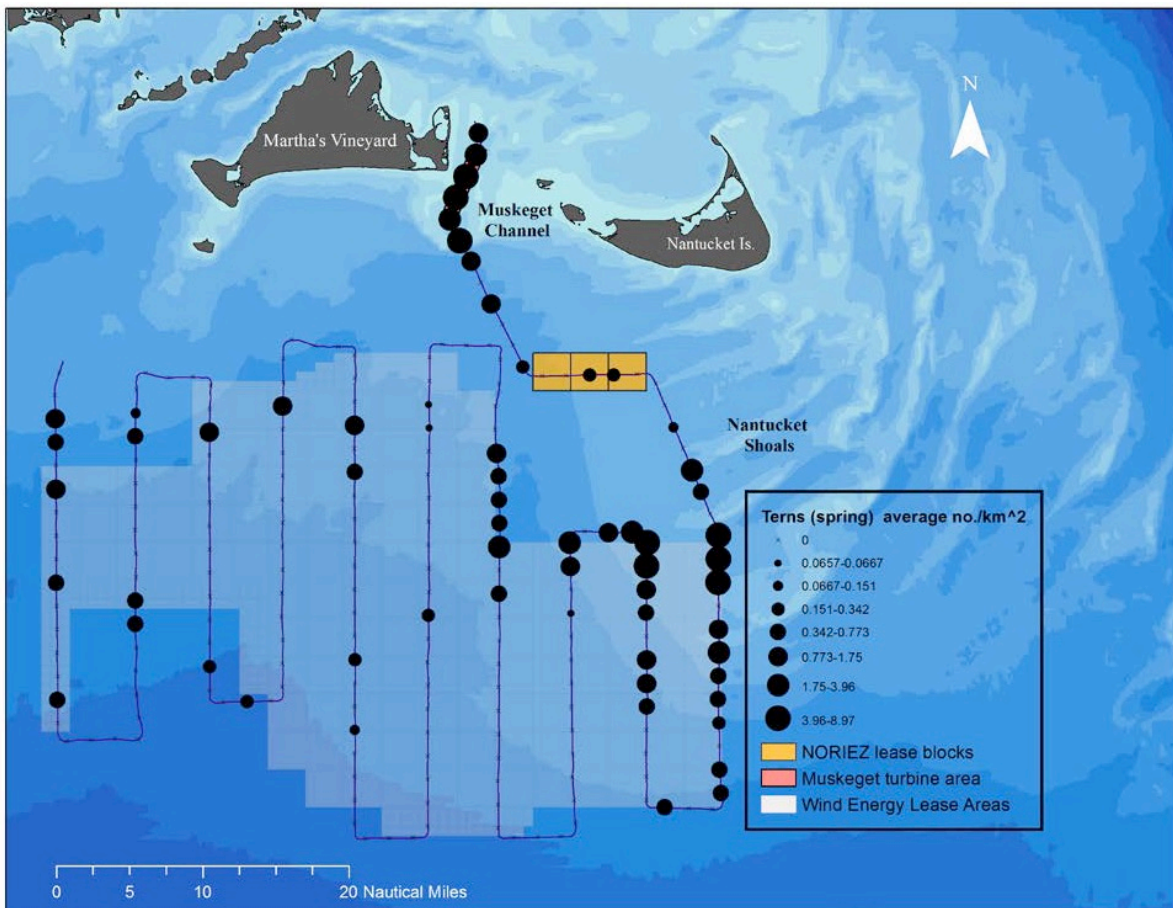 N
Martha's Vineyard
Muskeget
Channel
Nantucket Is.
Nantucket
Shoals
Terns (spring) average no./km^2
0
0.0657-0.0667
0.0667-0.151
0.151-0.342
0.342-0.773
0.773-1.75
1.75-3.96
3.96-8.97
NORIEZ lease blocks
Muskeget turbine area
Wind Energy Lease Areas
0 5 10 20 Nautical Miles